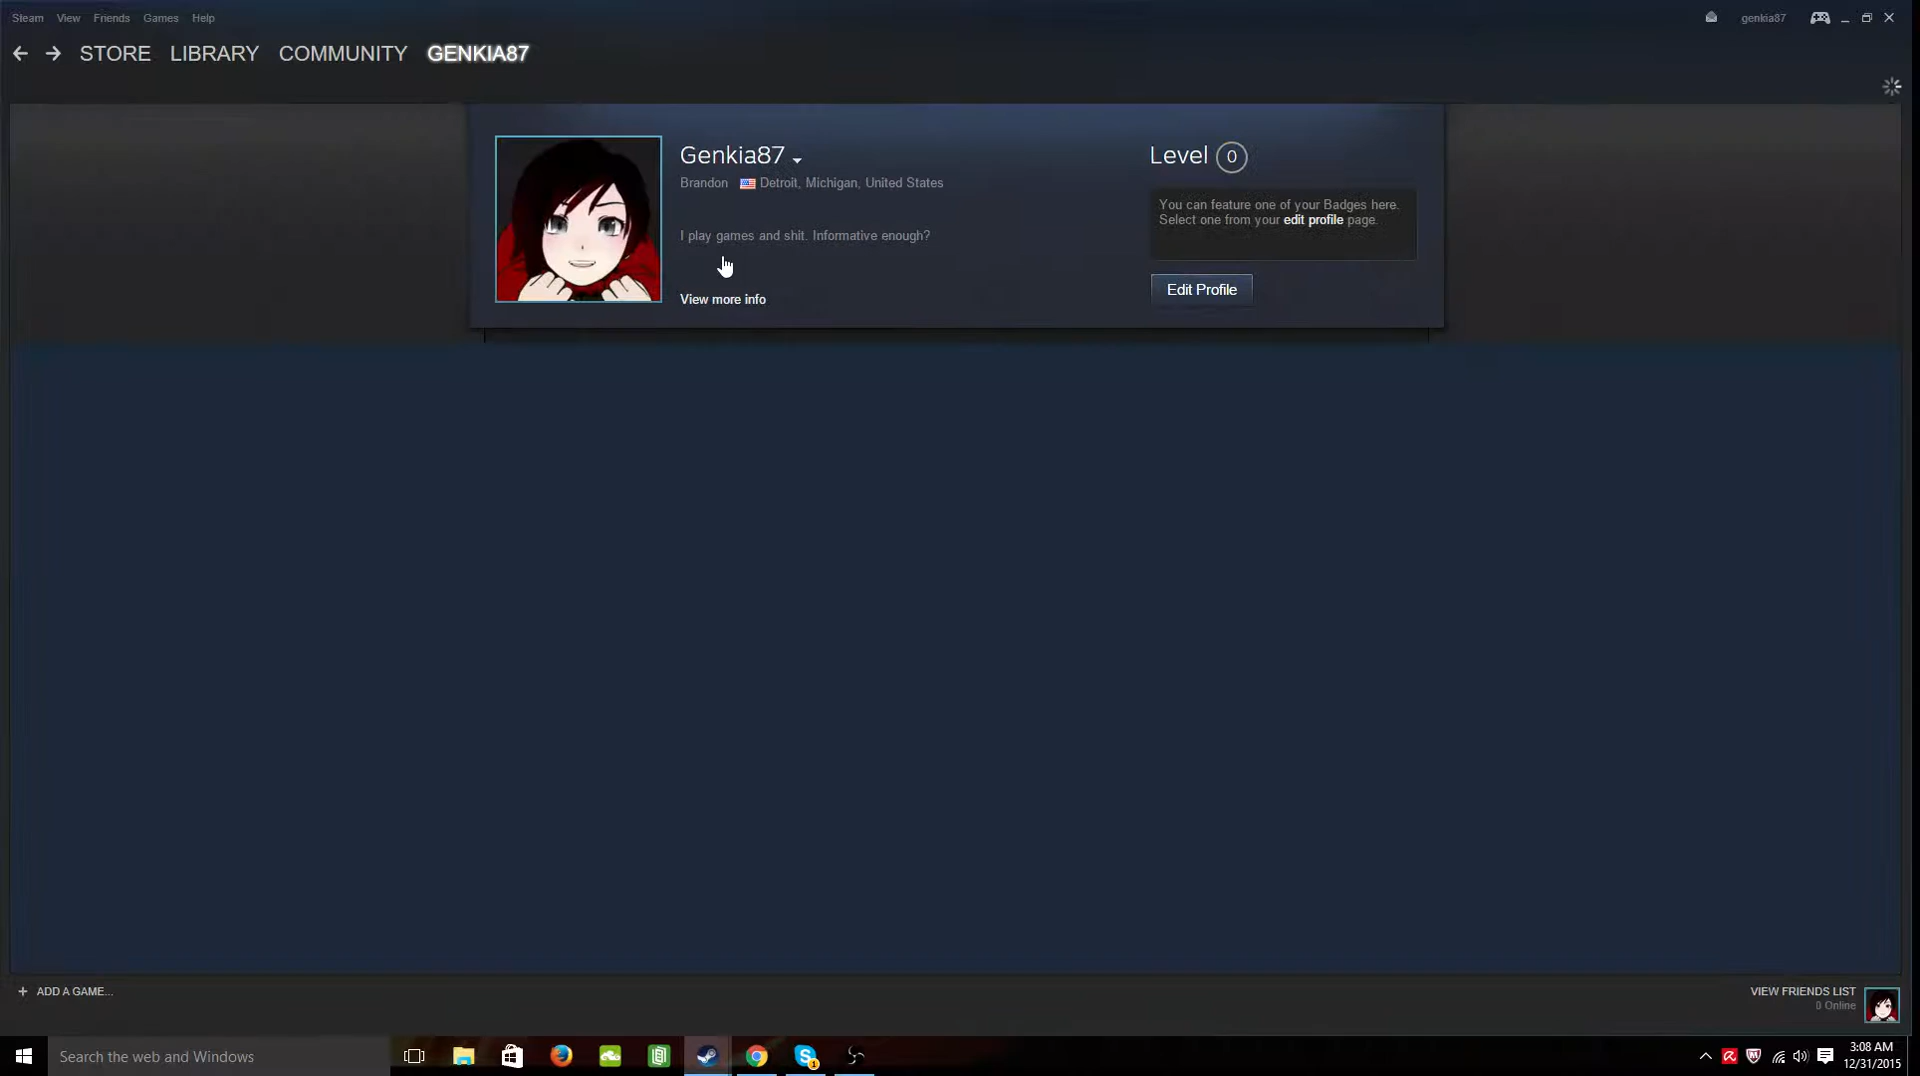 Steam View Friends Games Help genkia87
STORE LIBRARY COMMUNITY GENKIA87
Genkia87
Brandon Detroit, Michigan, United States
I play games and shit. Informative enough?
View more info
Level 0
You can feature one of your Badges here.
Select one from your edit profile page.
Edit Profile
+ ADD A GAME...
VIEW FRIENDS LIST
0 Online
Search the web and Windows
3:08 AM
12/31/2015